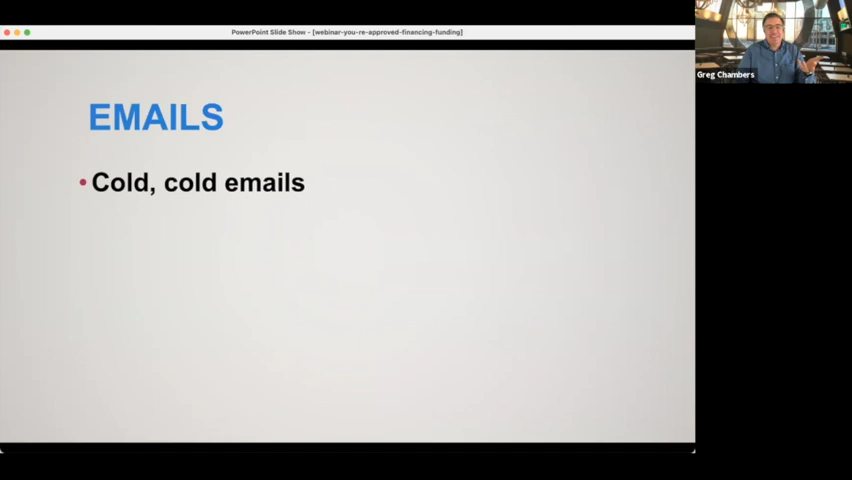 PowerPoint Slide Show - [webinar-you-re-approved-financing-funding]
Greg Chambers
EMAILS
• Cold, cold emails